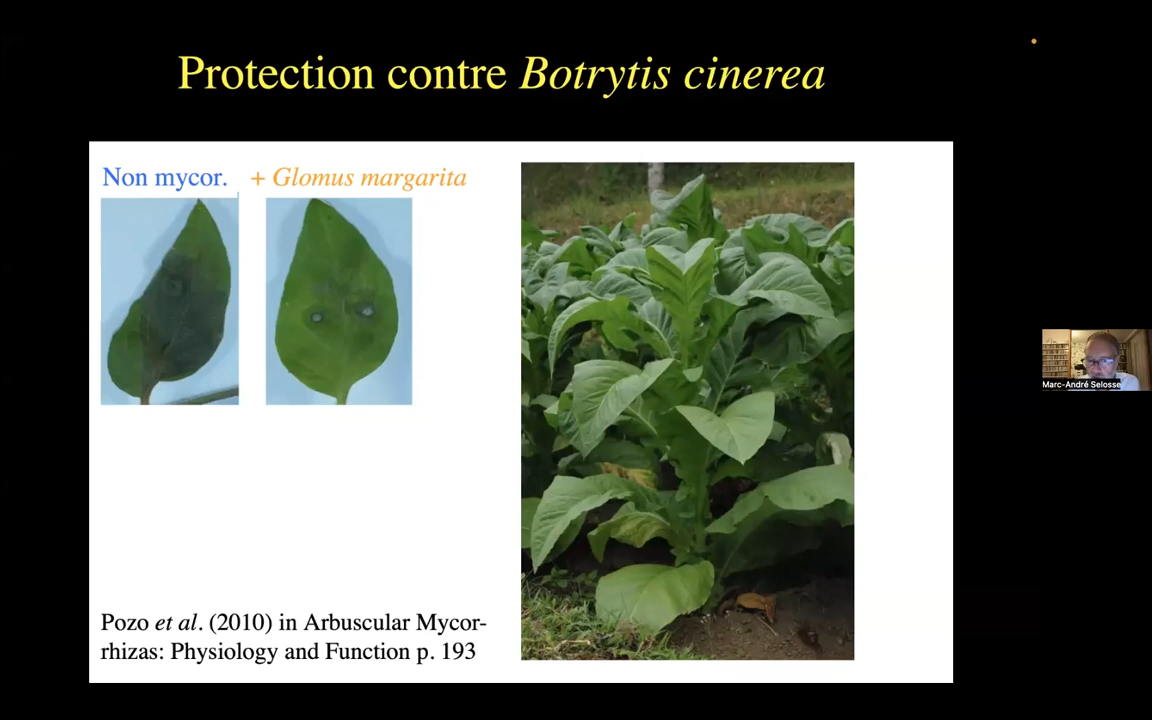 Protection contre Botrytis cinerea
Non mycor. + Glomus margarita
Pozo et al. (2010) in Arbuscular Mycor-
rhizas: Physiology and Function p. 193
Marc-André Selosse